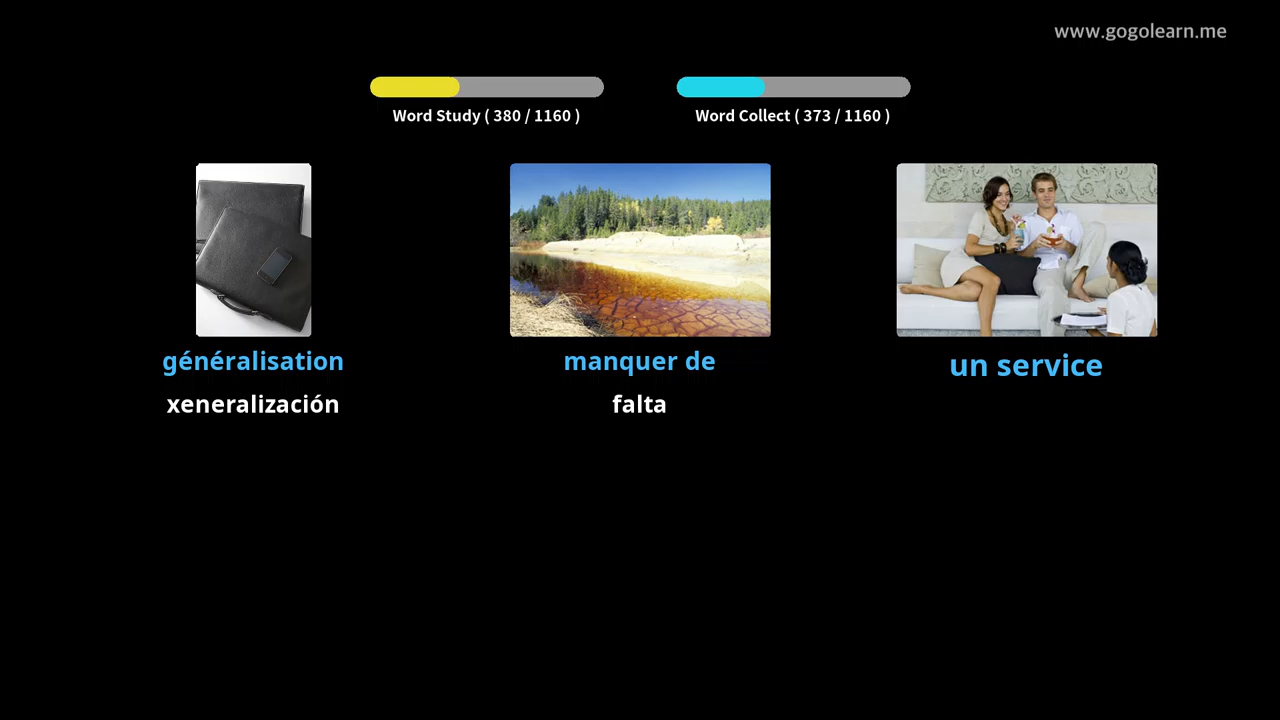 www.gogolearn.me
Word Study ( 380 / 1160 )
Word Collect ( 373 / 1160 )
généralisation
manquer de
un service
xeneralización
falta